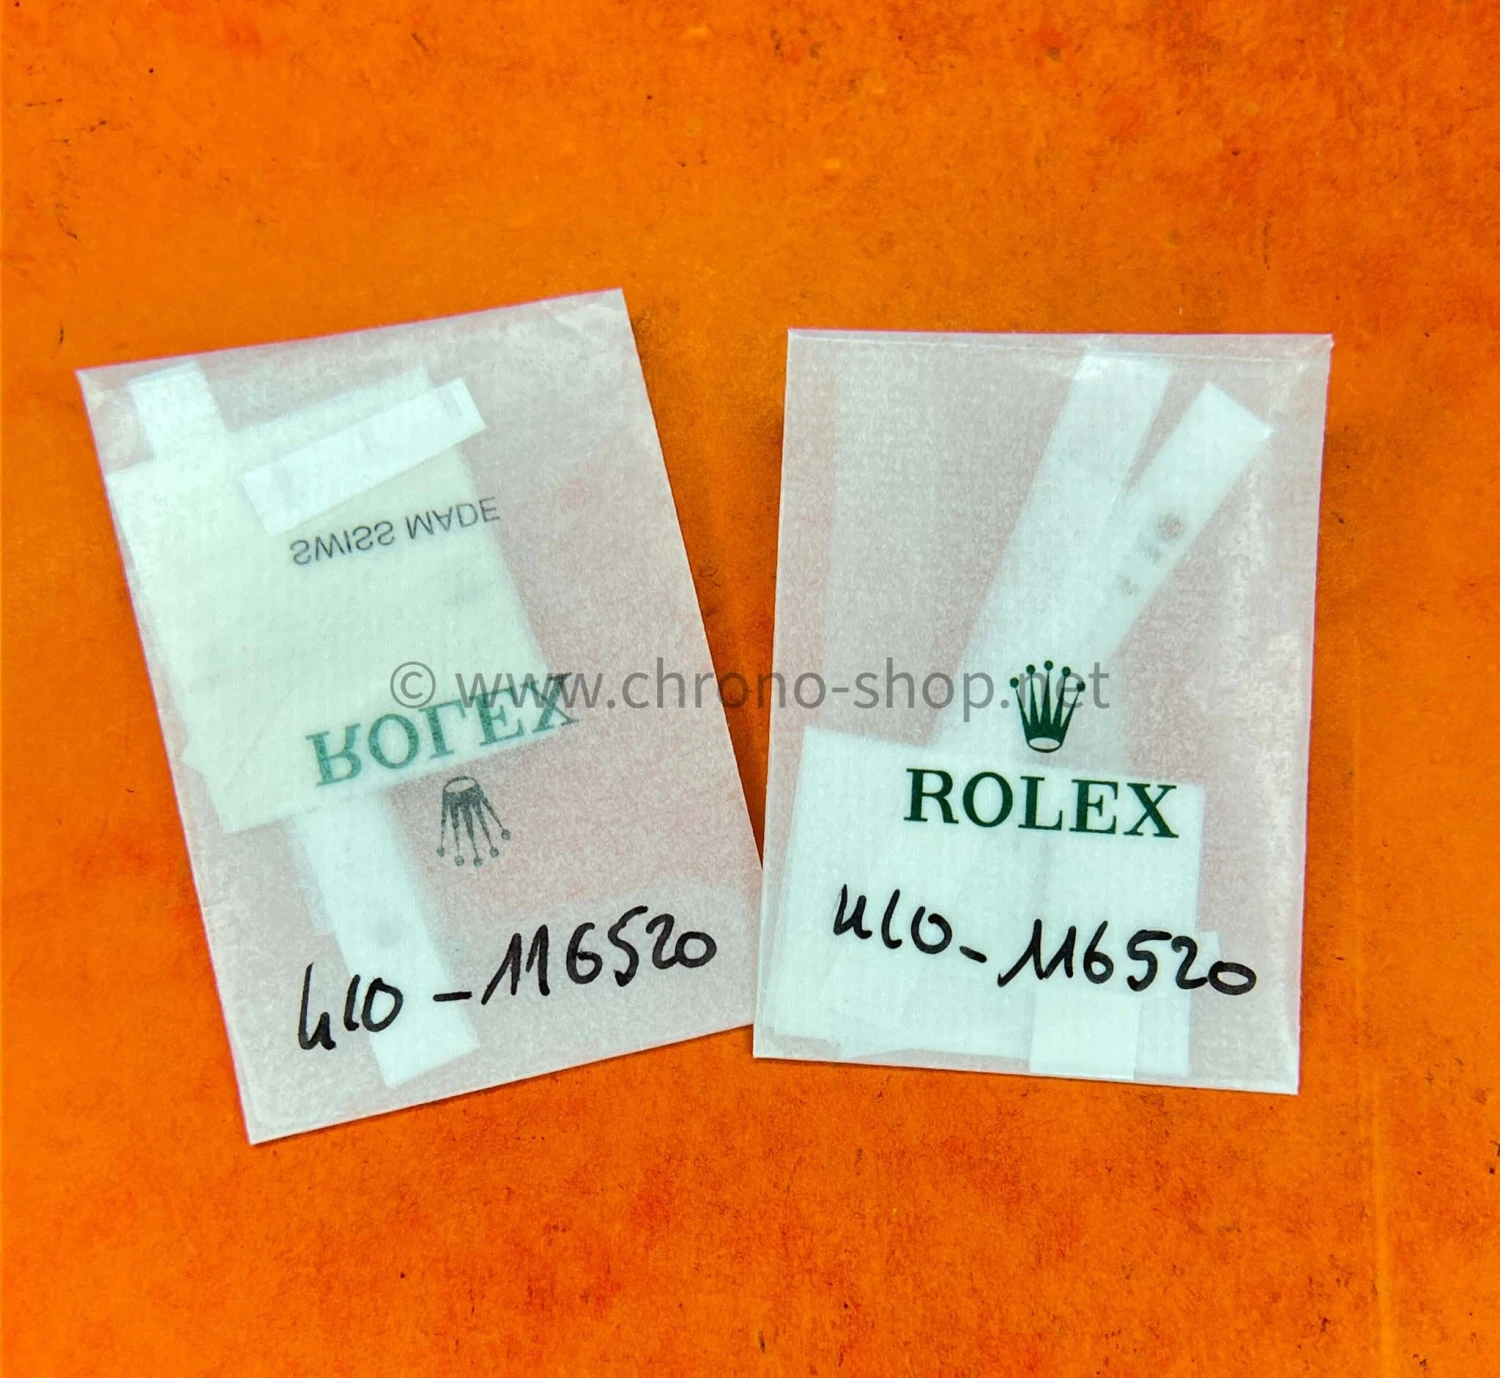 SWISS MADE
ROLEX
410-116520
ROLEX
410-116520
© www.chrono-shop.net